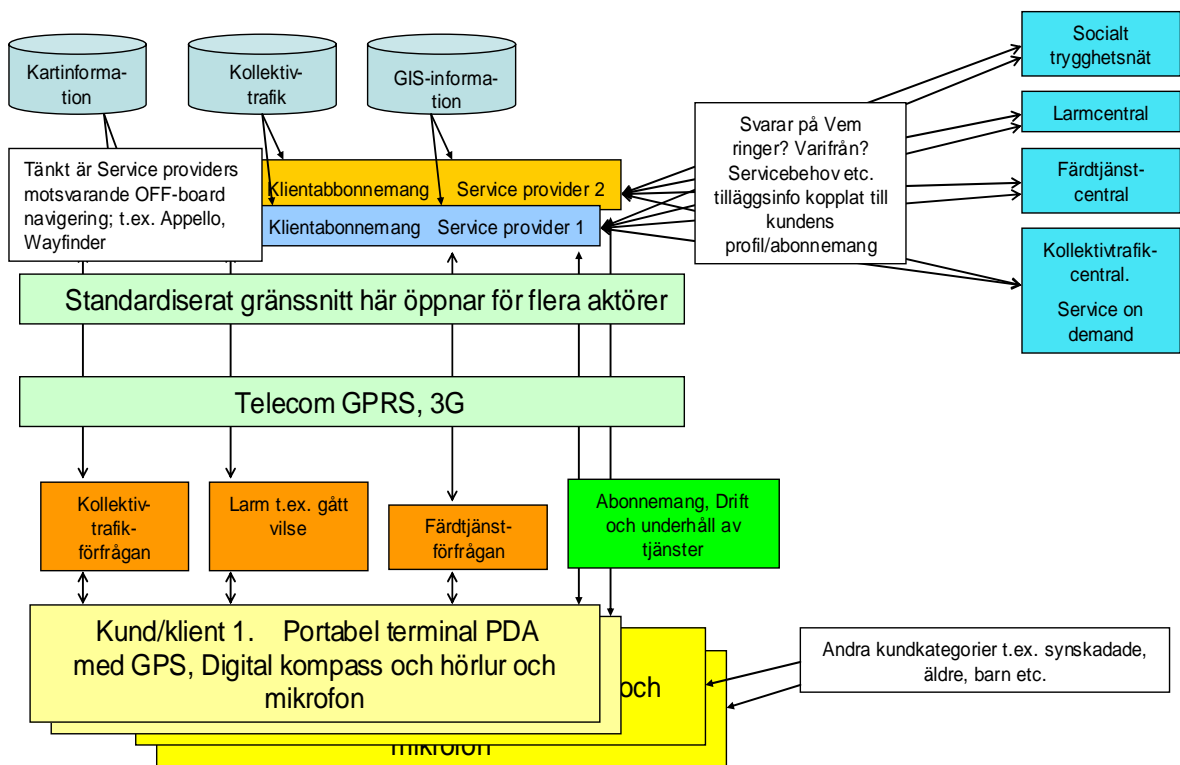 Kartinforma-
tion
Kollektiv-
trafik
GIS-
information
Socialt
trygghetsnät
Larmcentral
Färdtjänst-
central
Kollektivtrafik-
central.
Service on
demand
Svarar på Vem
ringer? Varifrån?
Servicebehov etc.
tilläggsinfo kopplat till
kundens
profil/abonnemang
Tänkt är Service providers
motsvarande OFF-board
navigering; t.ex. Appello,
Wayfinder
Klientabbonnemang Service provider 2
Klientabbonnemang Service provider 1
Standardiserat gränssnitt här öppnar för flera aktörer
Telecom GPRS, 3G
Kollektiv-
trafik-
förfrågan
Larm t.ex. gått
vilse
Färdtjänst-
förfrågan
Abonnemang, Drift
och underhåll av
tjänster
Kund/klient 1. Portabel terminal PDA
med GPS, Digital kompass och hörlur och
mikrofon
och
mikrofon
Andra kundkategorier t.ex. synskadade,
äldre, barn etc.